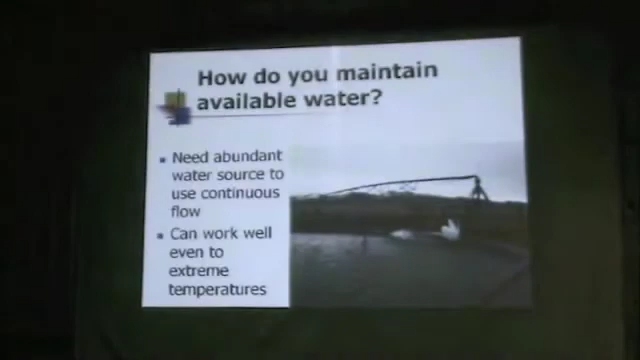 How do you maintain
available water?
Need abundant
water source to
use continuous
flow
Can work well
even to
extreme
temperatures